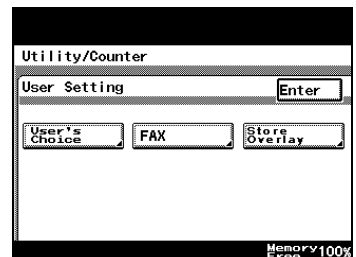 Utility/Counter
User Setting
Enter
User's Choice
FAX
Store Overlay
Memory Free 100%